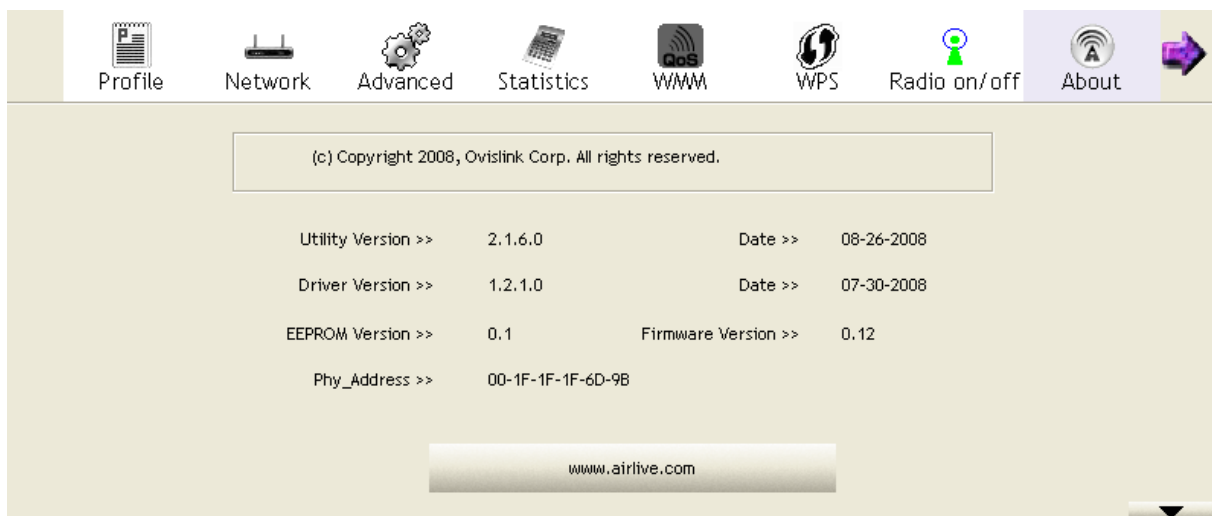 Profile Network Advanced Statistics QoS WMM WPS Radio on/off About
(c) Copyright 2008, Ovislink Corp. All rights reserved.
Utility Version >> 2.1.6.0 Date >> 08-26-2008
Driver Version >> 1.2.1.0 Date >> 07-30-2008
EEPROM Version >> 0.1 Firmware Version >> 0.12
Phy_Address >> 00-1F-1F-1F-6D-9B
www.airlive.com